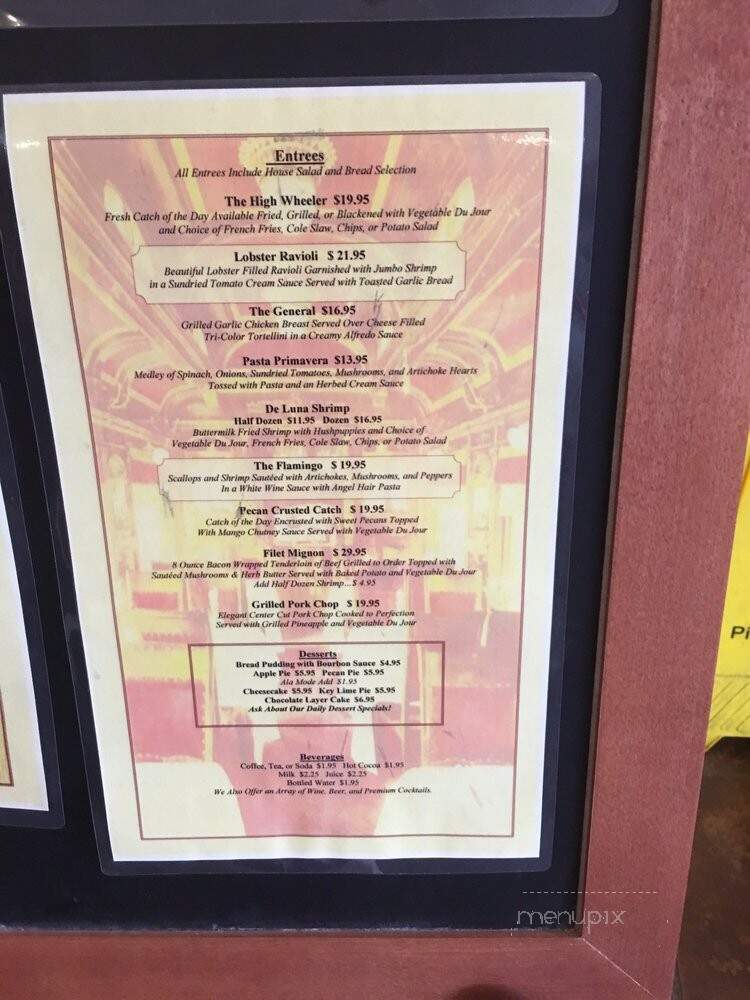 Entrees
All Entrees Include House Salad and Bread Selection
The High Wheeler $19.95
Fresh Catch of the Day Available Fried, Grilled, or Blackened with Vegetable Du Jour
and Choice of French Fries, Cole Slaw, Chips, or Potato Salad
Lobster Ravioli $ 21.95
Beautiful Lobster Filled Ravioli Garnished with Jumbo Shrimp
in a Sundried Tomato Cream Sauce Served with Toasted Garlic Bread
The General $16.95
Grilled Garlic Chicken Breast Served Over Cheese Filled
Tri-Color Tortellini in a Creamy Alfredo Sauce
Pasta Primavera $13.95
Medley of Spinach, Onions, Sundried Tomatoes, Mushrooms, and Artichoke Hearts
Tossed with Pasta and an Herbed Cream Sauce
De Luna Shrimp
Half Dozen $11.95 Dozen $16.95
Buttermilk Fried Shrimp with Hushpuppies and Choice of
Vegetable Du Jour, French Fries, Cole Slaw, Chips, or Potato Salad
The Flamingo $ 19.95
Scallops and Shrimp Sautéed with Artichokes, Mushrooms, and Peppers
In a White Wine Sauce with Angel Hair Pasta
Pecan Crusted Catch $ 19.95
Catch of the Day Encrusted with Sweet Pecans Topped
With Mango Chutney Sauce Served with Vegetable Du Jour
Filet Mignon $ 29.95
8 Ounce Bacon Wrapped Tenderloin of Beef Grilled to Order Topped with
Sautéed Mushrooms & Herb Butter Served with Baked Potato and Vegetable Du Jour
Add Half Dozen Shrimp...$ 4.95
Grilled Pork Chop $ 19.95
Elegant Center Cut Pork Chop Cooked to Perfection
Served with Grilled Pineapple and Vegetable Du Jour
Desserts
Bread Pudding with Bourbon Sauce $4.95
Apple Pie $5.95 Pecan Pie $5.95
Ala Mode Add $1.95
Cheesecake $5.95 Key Lime Pie $5.95
Chocolate Layer Cake $6.95
Ask About Our Daily Dessert Specials!
Beverages
Coffee, Tea, or Soda $1.95 Hot Cocoa $1.95
Milk $2.25 Juice $2.25
Bottled Water $1.95
We Also Offer an Array of Wine, Beer, and Premium Cocktails.
Pi
menupix